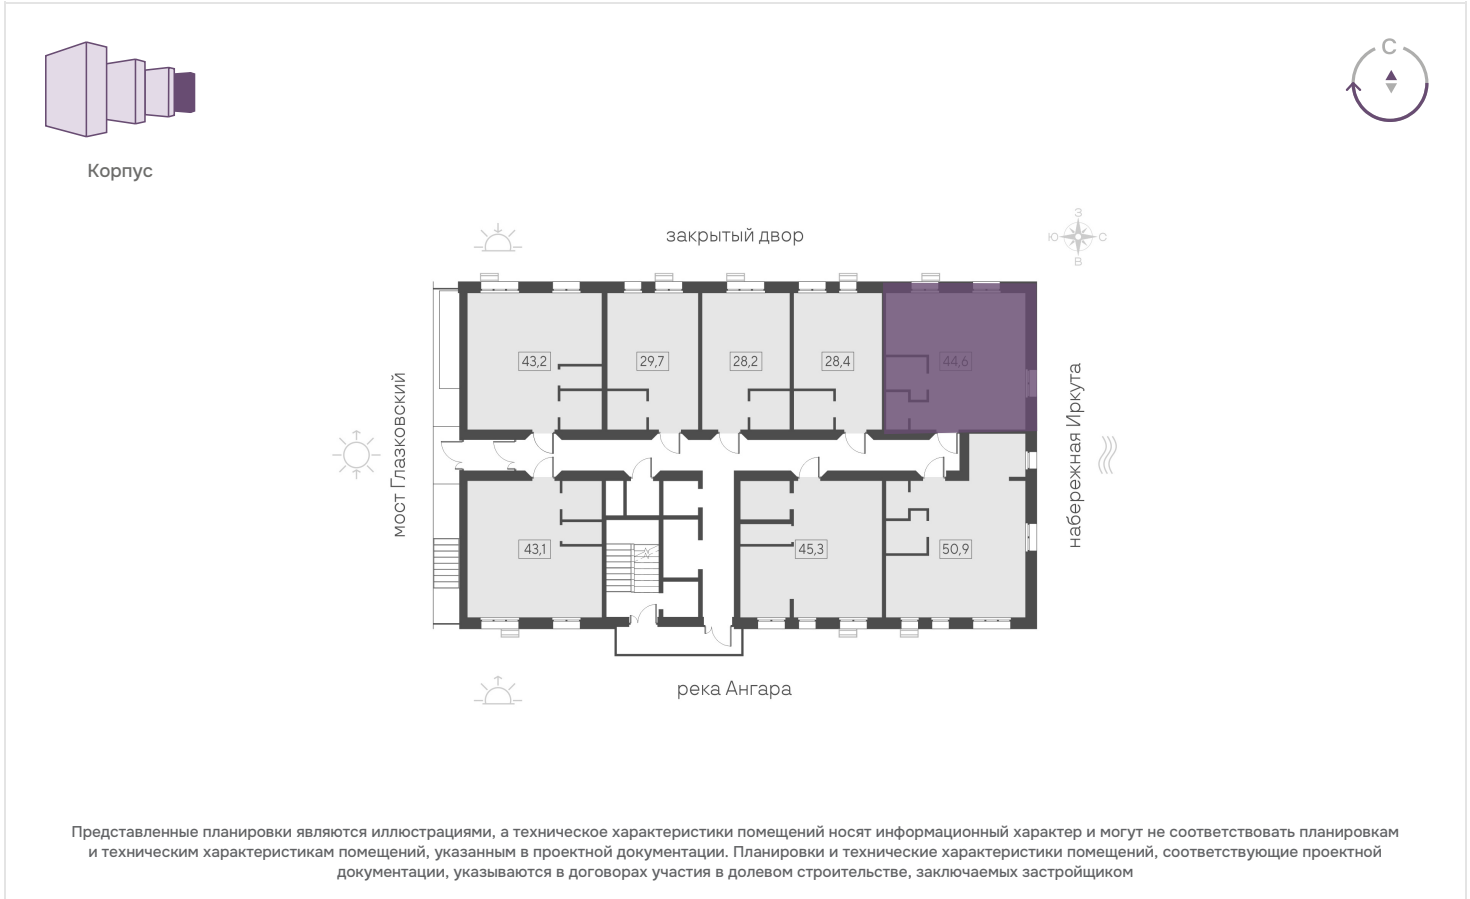 С
Корпус
закрытый двор
З
Ю С
В
43,2
29,7
28,2
28,4
44,6
мост Глазковский
набережная Иркута
43,1
45,3
50,9
река Ангара
Представленные планировки являются иллюстрациями, а техническое характеристики помещений носят информационный характер и могут не соответствовать планировкам
и техническим характеристикам помещений, указанным в проектной документации. Планировки и технические характеристики помещений, соответствующие проектной
документации, указываются в договорах участия в долевом строительстве, заключаемых застройщиком